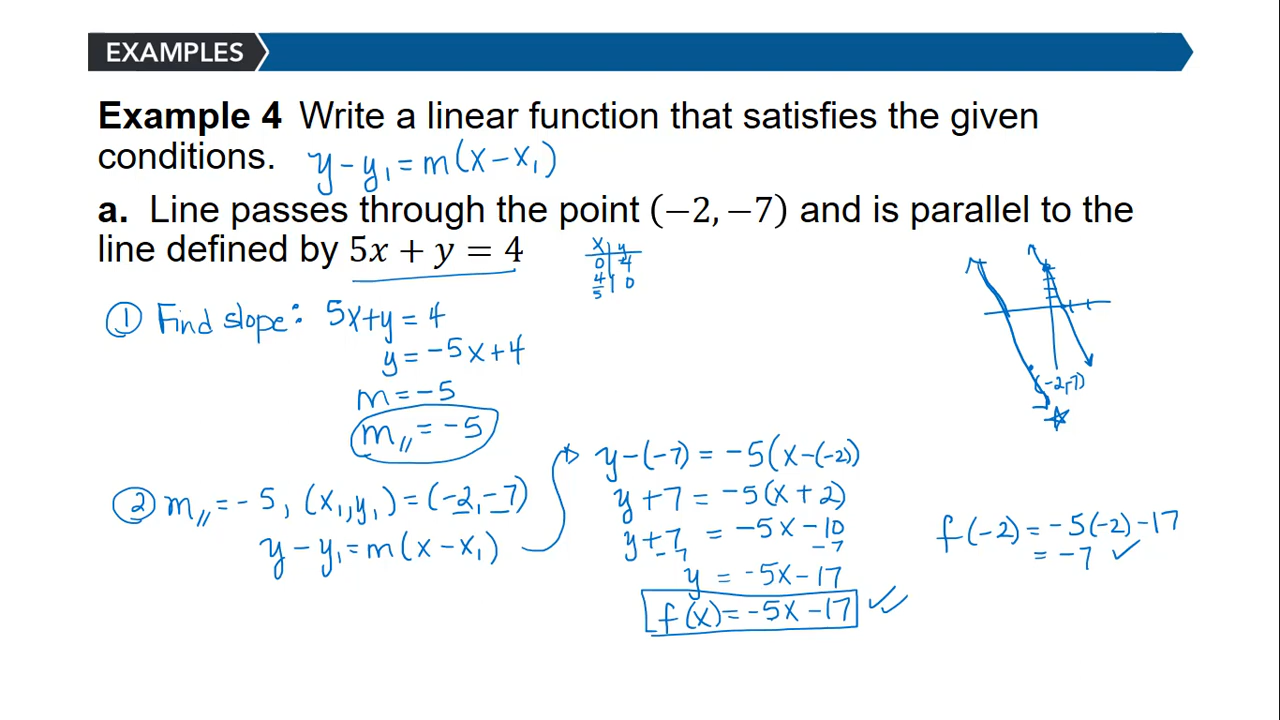 EXAMPLES
Example 4 Write a linear function that satisfies the given
conditions. y - y₁ = m(x - x₁)
a. Line passes through the point (−2, −7) and is parallel to the
line defined by 5x + y = 4
x | y
0 | 4
4/5 | 0
① Find slope: 5x+y = 4
y = -5x+4
m = -5
m// = -5
② m// = -5, (x₁,y₁) = (-2,-7)
y - y₁ = m(x - x₁)
y-(-7) = -5(x-(-2))
y+7 = -5(x+2)
y+7 = -5x-10
-7 -7
y = -5x-17
f(x) = -5x-17 ✓✓
(-2,-7)
f(-2) = -5(-2)-17
= -7 ✓